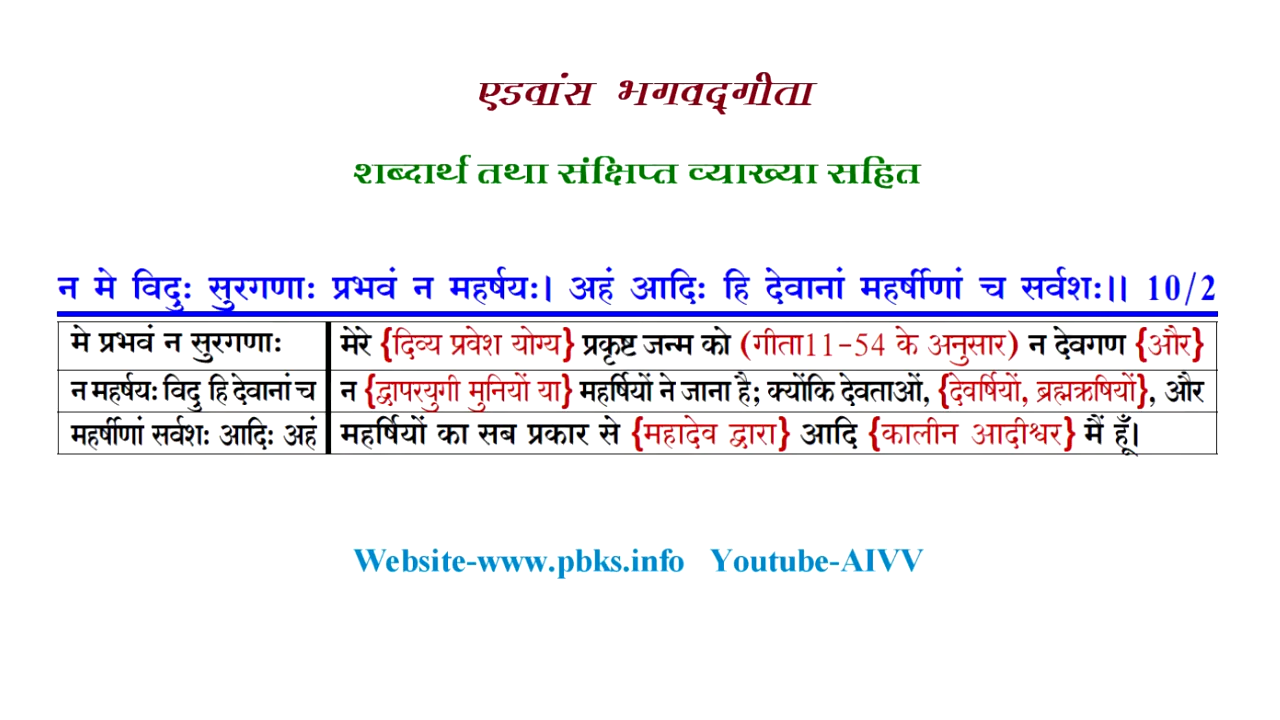 एडवांस भगवद्गीता
शब्दार्थ तथा संक्षिप्त व्याख्या सहित
न मे विदुः सुरगणाः प्रभवं न महर्षयः। अहं आदिः हि देवानां महर्षीणां च सर्वशः।। 10/2
मे प्रभवं न सुरगणाः मेरे {दिव्य प्रवेश योग्य} प्रकृष्ट जन्म को (गीता11-54 के अनुसार) न देवगण {और}
न महर्षयः विदु हि देवानां च न {द्वापरयुगी मुनियों या} महर्षियों ने जाना है; क्योंकि देवताओं, {देवर्षियों, ब्रह्मऋषियों}, और
महर्षीणां सर्वशः आदिः अहं महर्षियों का सब प्रकार से {महादेव द्वारा} आदि {कालीन आदीश्वर} मैं हूँ।
Website-www.pbks.info Youtube-AIVV